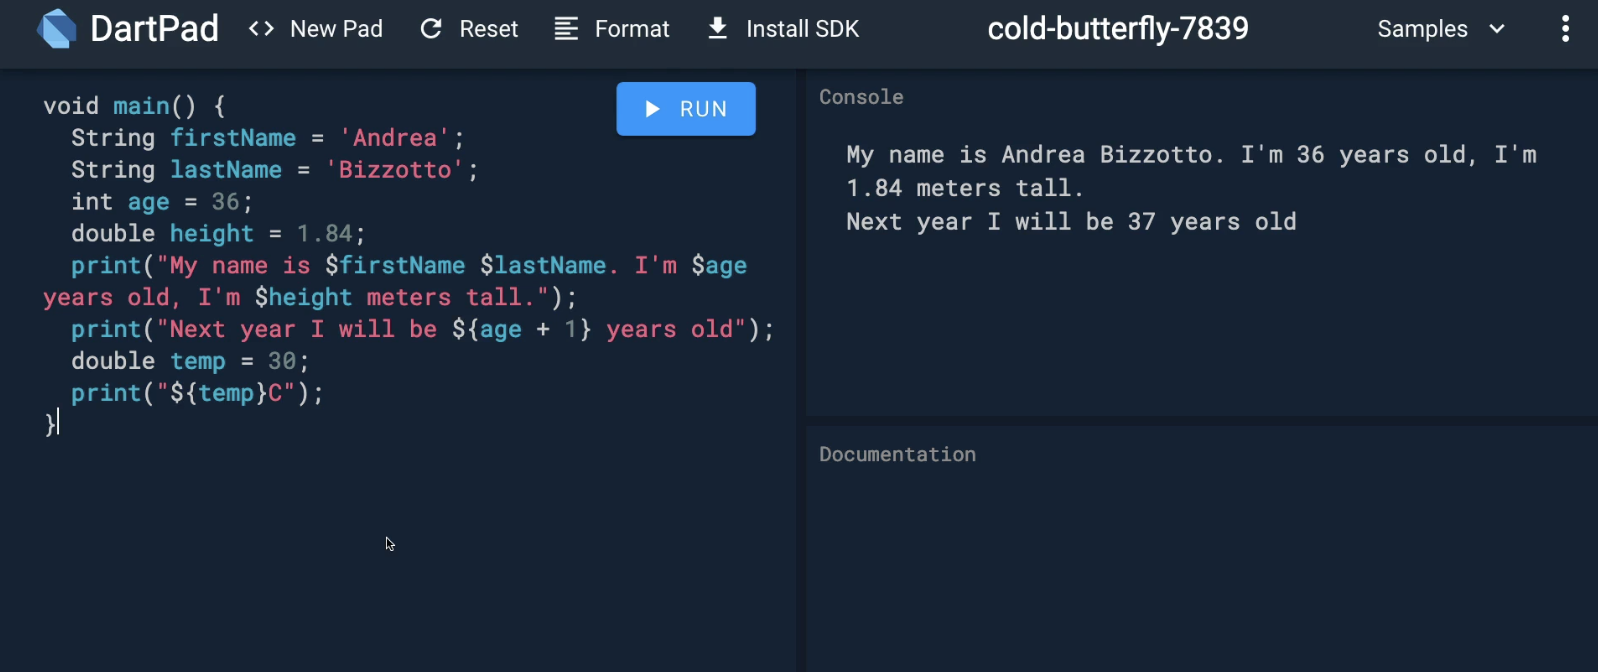 DartPad <> New Pad Reset Format Install SDK cold-butterfly-7839 Samples
void main() {
  String firstName = 'Andrea';
  String lastName = 'Bizzotto';
  int age = 36;
  double height = 1.84;
  print("My name is $firstName $lastName. I'm $age
years old, I'm $height meters tall.");
  print("Next year I will be ${age + 1} years old");
  double temp = 30;
  print("${temp}C");
}
RUN
Console
My name is Andrea Bizzotto. I'm 36 years old, I'm
1.84 meters tall.
Next year I will be 37 years old
Documentation